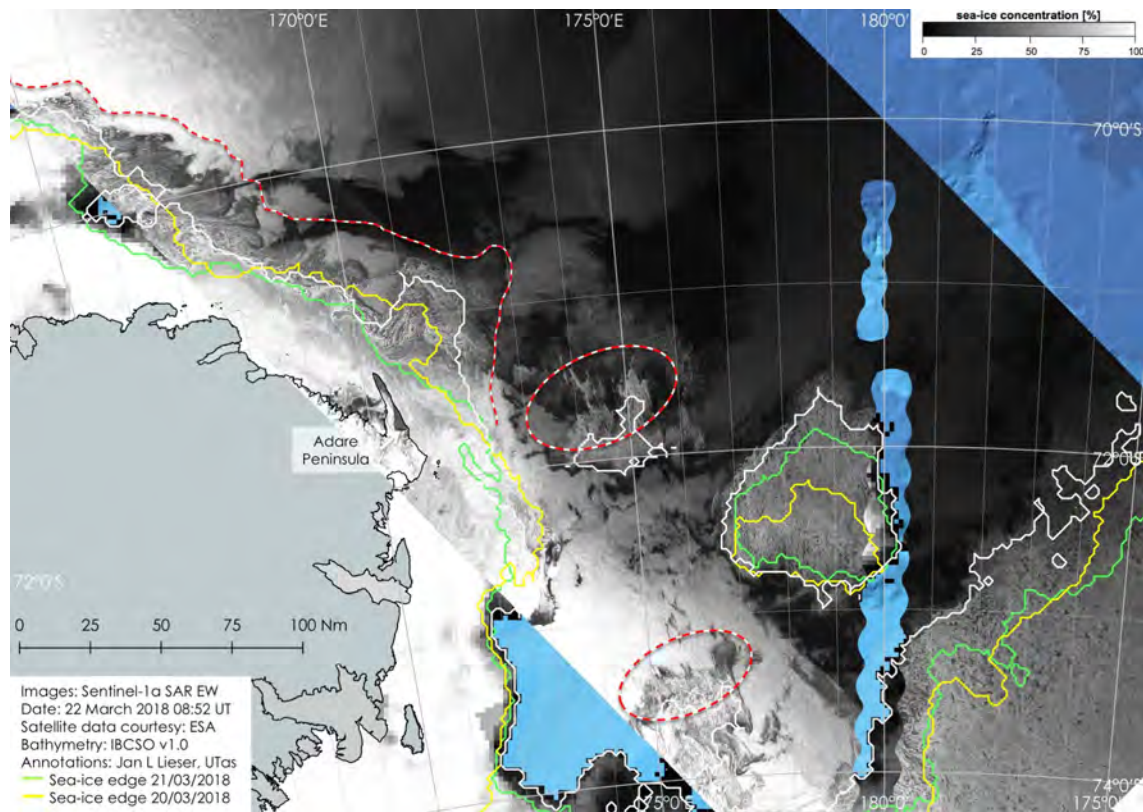 170°0'E
175°0'E
180°0'
sea-ice concentration [%]
0 25 50 75 100
70°0'S
Adare
Peninsula
72°0'S
72°0'S
0 25 50 75 100 Nm
Images: Sentinel-1a SAR EW
Date: 22 March 2018 08:52 UT
Satellite data courtesy: ESA
Bathymetry: IBCSO v1.0
Annotations: Jan L Lieser, UTas
Sea-ice edge 21/03/2018
Sea-ice edge 20/03/2018
74°0'S
175°0'E
180°0'
175°0'